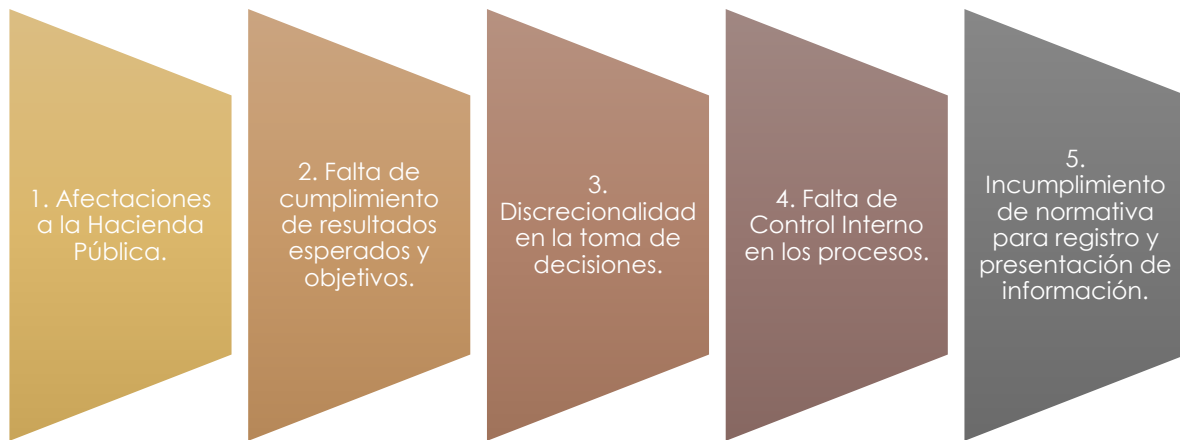 1. Afectaciones
a la Hacienda
Pública.
2. Falta de
cumplimiento
de resultados
esperados y
objetivos.
3.
Discrecionalidad
en la toma de
decisiones.
4. Falta de
Control Interno
en los procesos.
5.
Incumplimiento
de normativa
para registro y
presentación de
información.